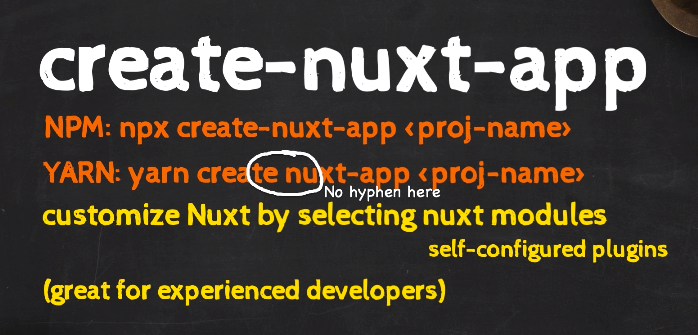 create-nuxt-app
NPM: npx create-nuxt-app <proj-name>
YARN: yarn create nuxt-app <proj-name>
No hyphen here
customize Nuxt by selecting nuxt modules
self-configured plugins
(great for experienced developers)